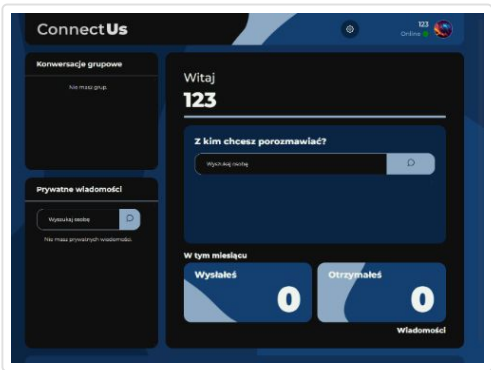 ConnectUs
123
Online
Konwersacje grupowe
Nie masz grup.
Prywatne wiadomości
Wyszukaj osobę
Nie masz prywatnych wiadomości.
Witaj
123
Z kim chcesz porozmawiać?
Wyszukaj osobę
W tym miesiącu
Wysłałeś
0
Otrzymałeś
0
Wiadomości